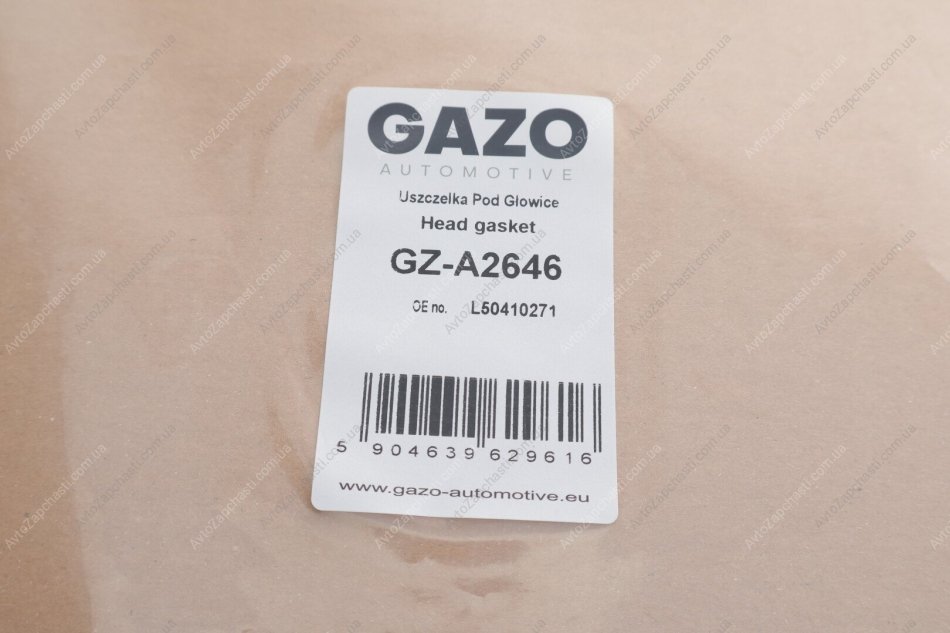 GAZO
AUTOMOTIVE
Uszczelka Pod Głowice
Head gasket
GZ-A2646
OE no. L50410271
5 904639 629616
www.gazo-automotive.eu
AvtoZapchasti.com.ua